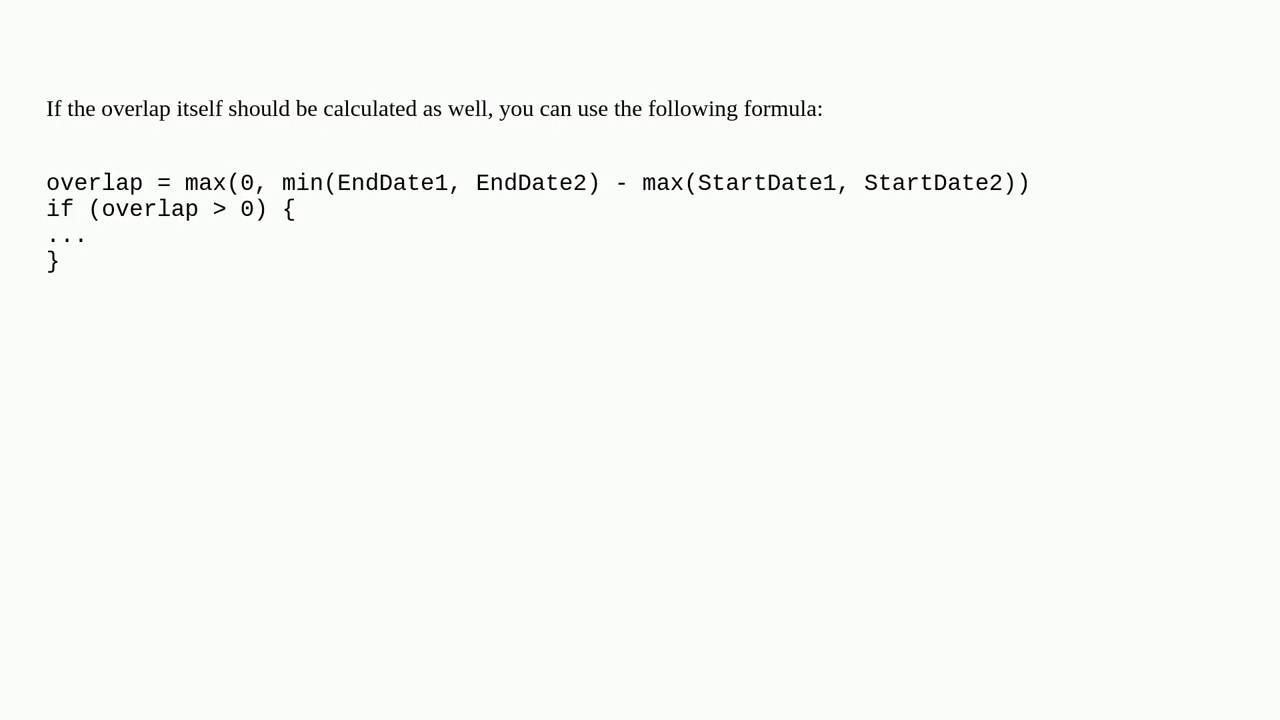 If the overlap itself should be calculated as well, you can use the following formula:
overlap = max(0, min(EndDate1, EndDate2) - max(StartDate1, StartDate2))
if (overlap > 0) {
...
}